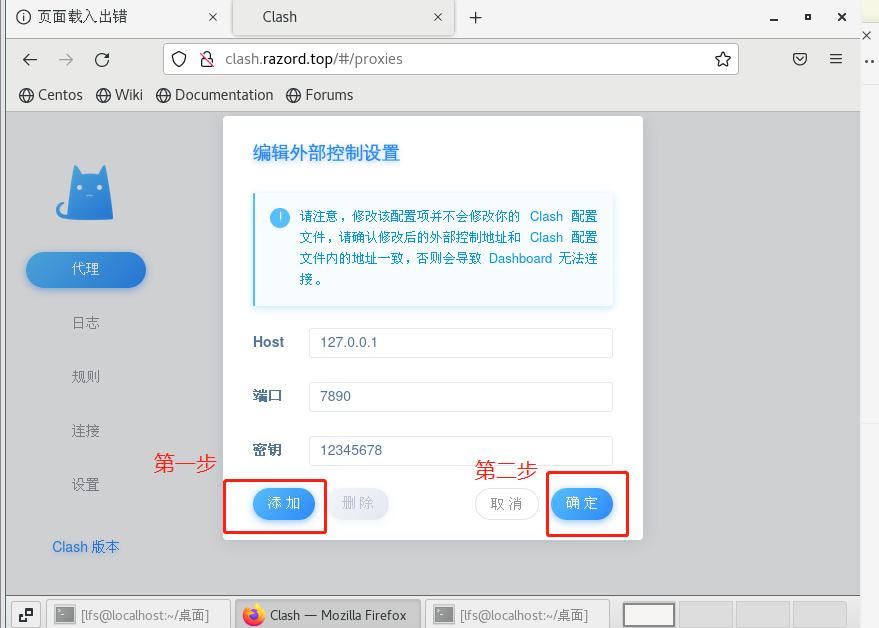 页面载入出错
Clash
clash.razord.top/#/proxies
Centos Wiki Documentation Forums
编辑外部控制设置
请注意，修改该配置项并不会修改你的 Clash 配置
文件，请确认修改后的外部控制地址和 Clash 配置
文件内的地址一致，否则会导致 Dashboard 无法连
接。
代理
日志
规则
连接
设置
Clash 版本
Host 127.0.0.1
端口 7890
密钥 12345678
第一步
第二步
添加
删除
取消
确定
[lfs@localhost:~/桌面]
Clash — Mozilla Firefox
[lfs@localhost:~/桌面]